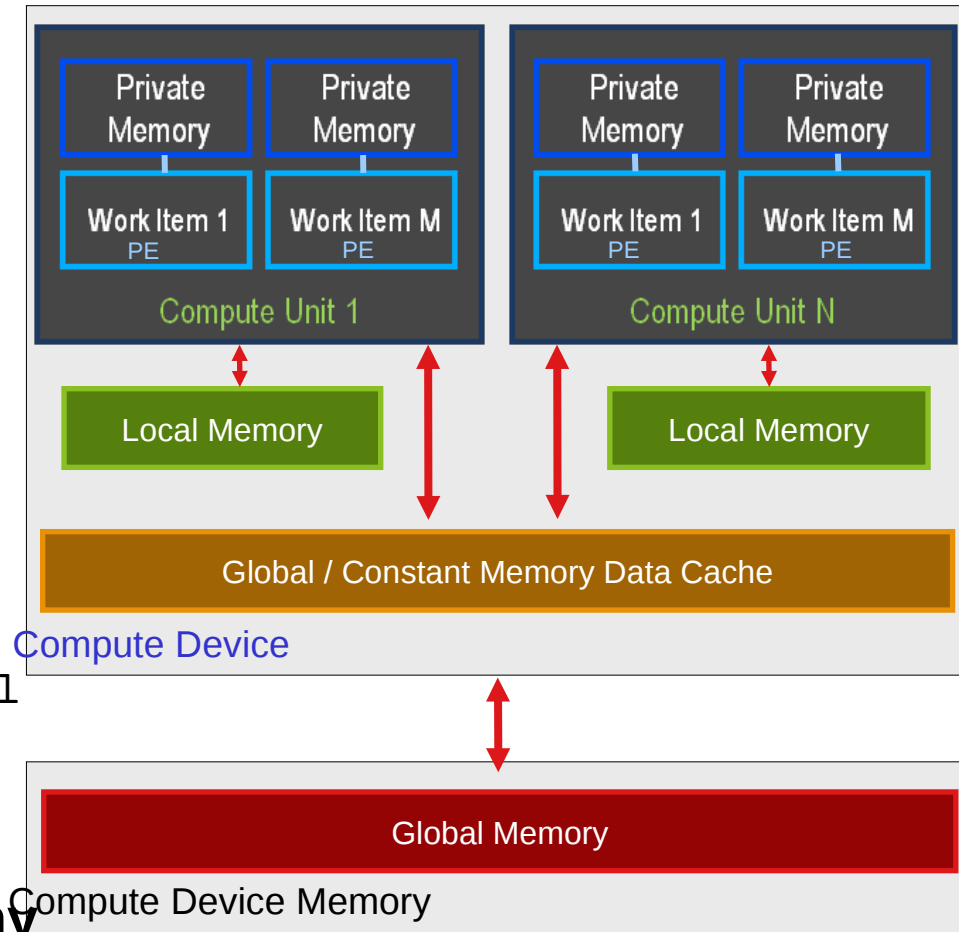 Private Memory
Private Memory
Work Item 1
PE
Work Item M
PE
Compute Unit 1
Private Memory
Private Memory
Work Item 1
PE
Work Item M
PE
Compute Unit N
Local Memory
Local Memory
Global / Constant Memory Data Cache
Compute Device
Global Memory
Compute Device Memory